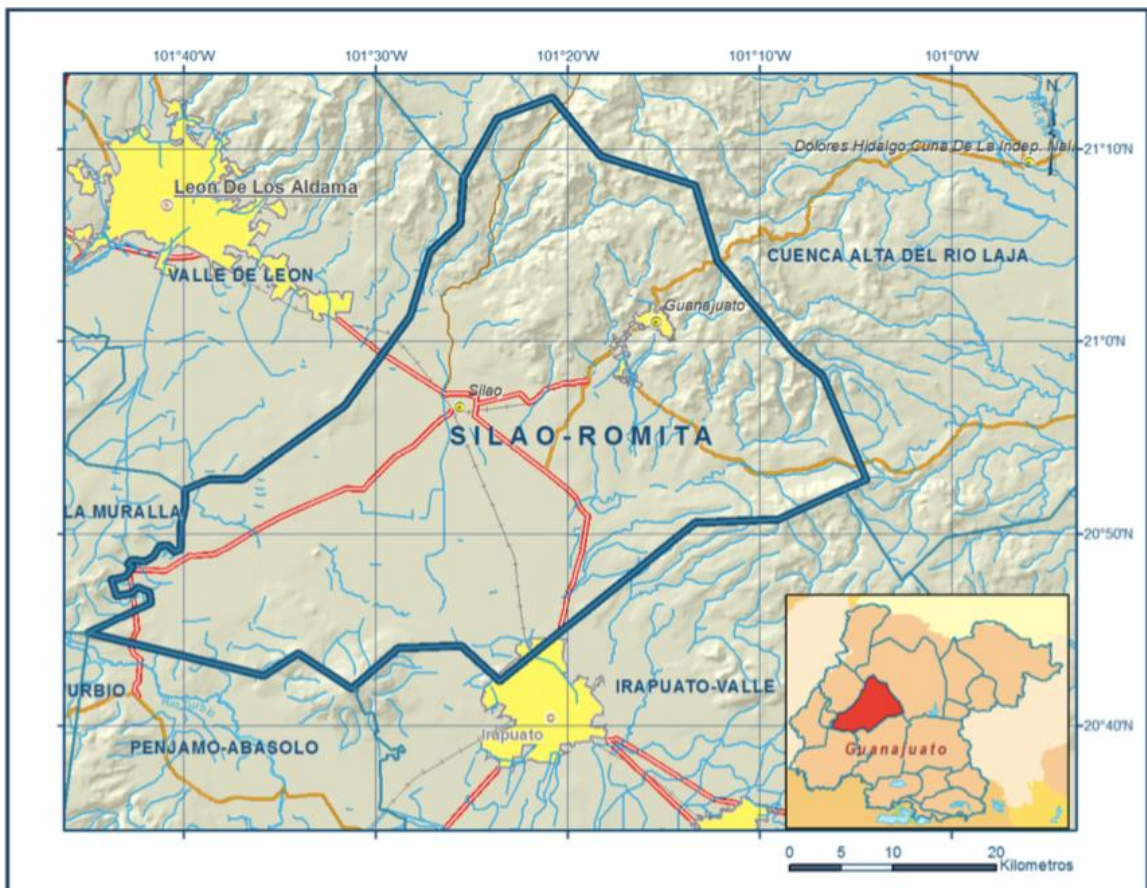 101°40'W 101°30'W 101°20'W 101°10'W 101°0'W
N
Dolores Hidalgo Cuna De La Indep. Nal.
21°10'
Leon De Los Aldama
CUENCA ALTA DEL RIO LAJA
VALLE DE LEON
Guanajuato
21°0'N
Silao
SILAO-ROMITA
LA MURALLA
20°50'N
TURBIO
IRAPUATO-VALLE
Irapuato
20°40'N
PENJAMO-ABASOLO
Guanajuato
0 5 10 20
Kilometros